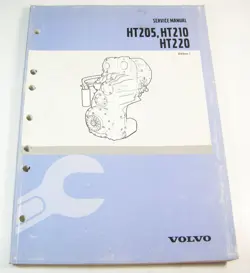 SERVICE MANUAL
HT205, HT210
HT220
VOLVO